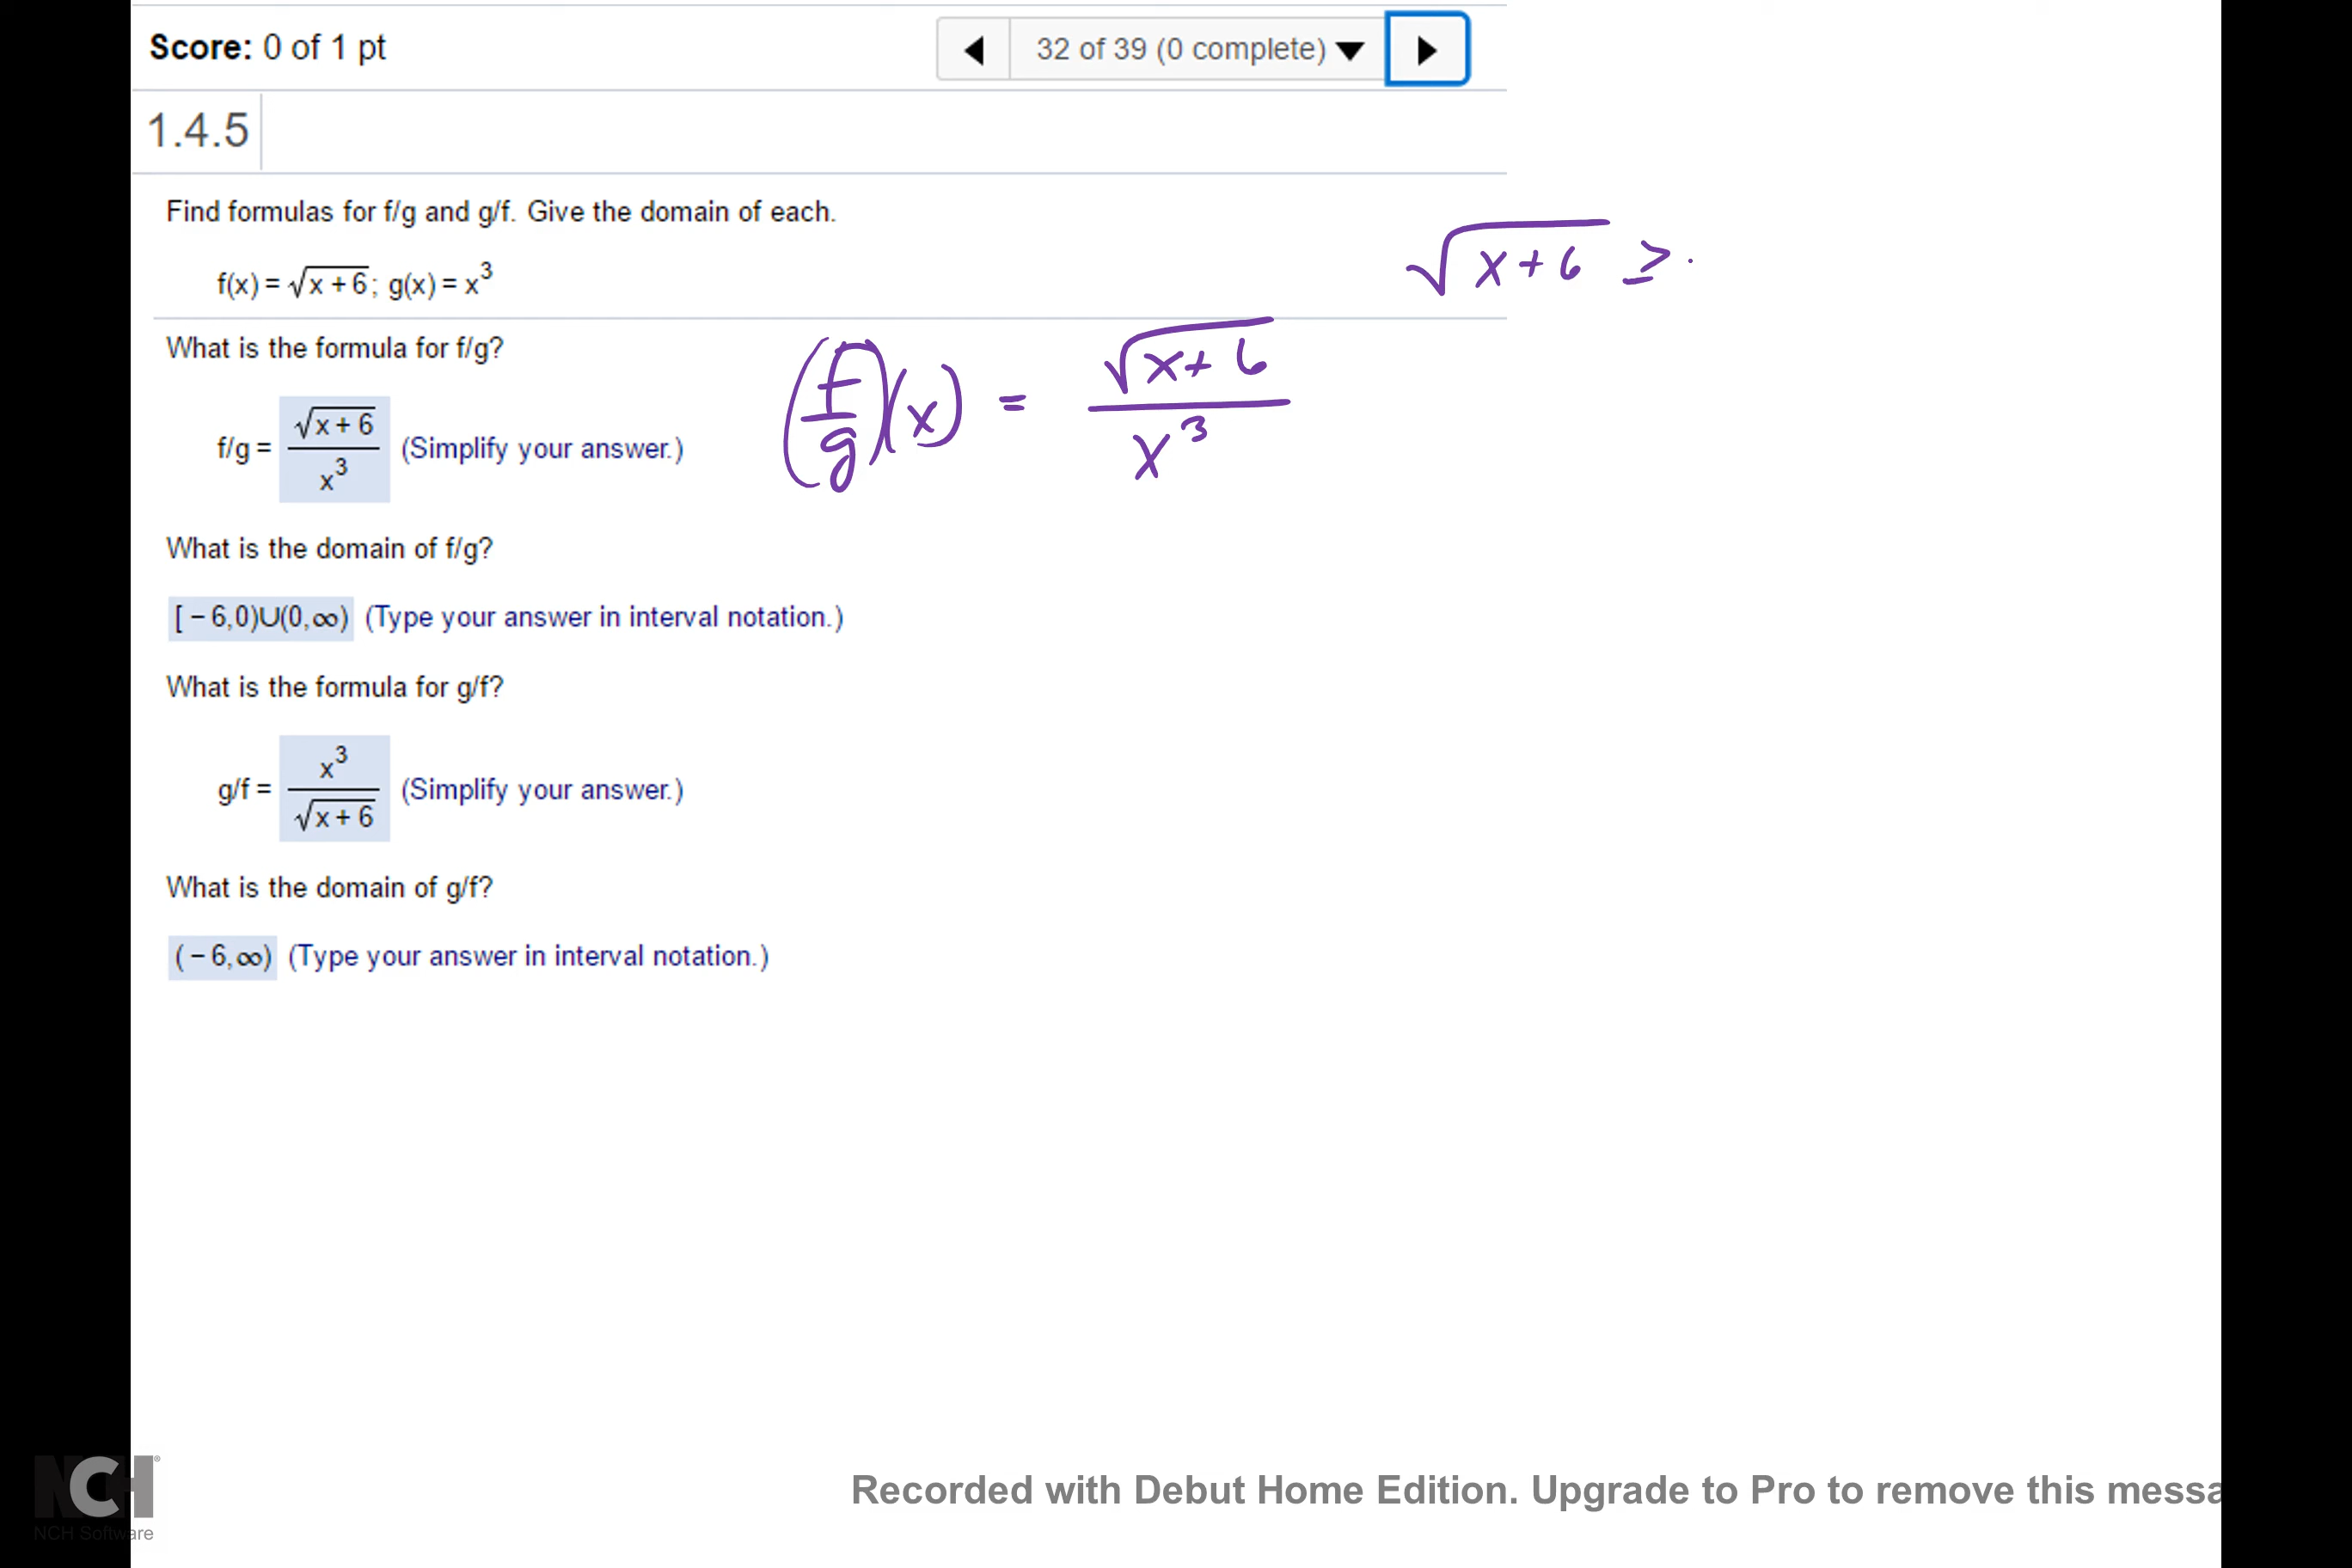 Score: 0 of 1 pt
32 of 39 (0 complete)
1.4.5
Find formulas for f/g and g/f. Give the domain of each.
f(x) = √(x + 6); g(x) = x³
√(x+6) ≥ ·
What is the formula for f/g?
f/g = √(x + 6) / x³ (Simplify your answer.)
(f/g)(x) = √(x+6) / x³
What is the domain of f/g?
[ − 6,0)∪(0,∞) (Type your answer in interval notation.)
What is the formula for g/f?
g/f = x³ / √(x + 6) (Simplify your answer.)
What is the domain of g/f?
( − 6,∞) (Type your answer in interval notation.)
NCH®
NCH Software
Recorded with Debut Home Edition. Upgrade to Pro to remove this messa